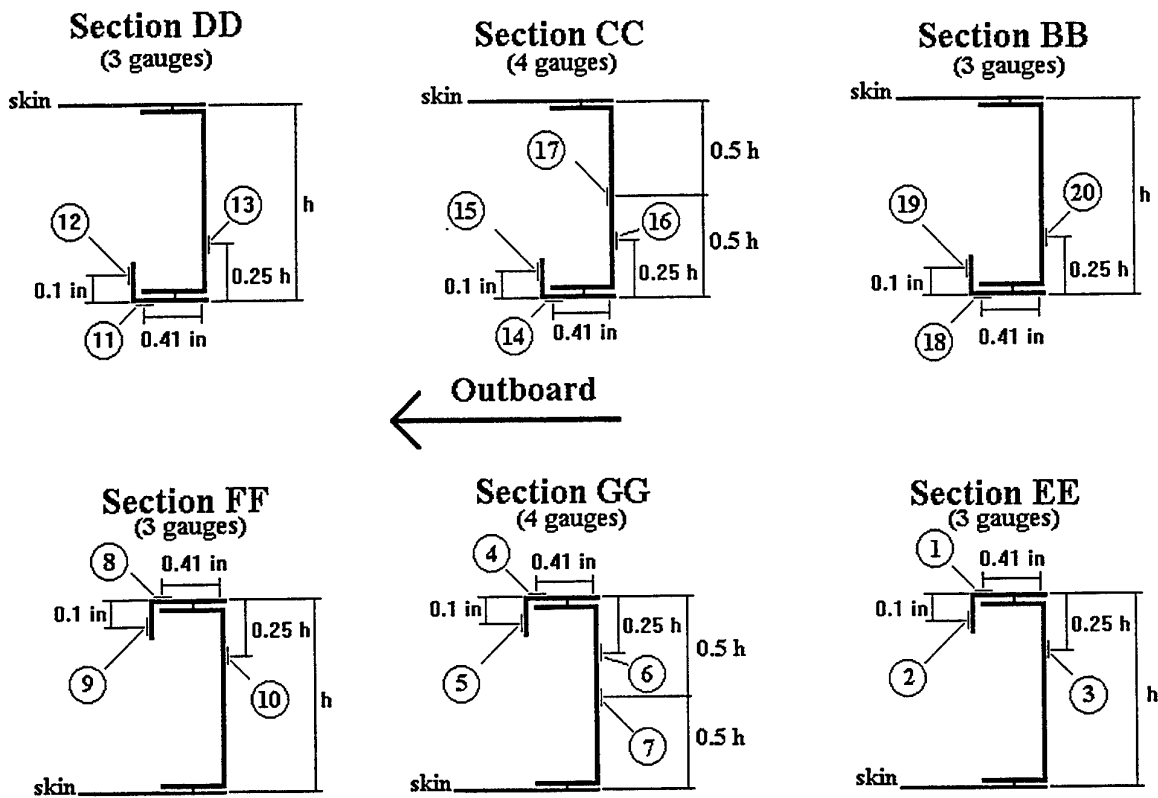 Section DD
(3 gauges)
skin
12
13
h
0.1 in
0.25 h
11
0.41 in
Section CC
(4 gauges)
17
0.5 h
15
16
0.5 h
0.1 in
0.25 h
14
0.41 in
Section BB
(3 gauges)
skin
19
20
h
0.1 in
0.25 h
18
0.41 in
Outboard
Section FF
(3 gauges)
8
0.41 in
0.1 in
0.25 h
9
10
h
skin
Section GG
(4 gauges)
4
0.41 in
0.1 in
0.25 h
0.5 h
5
6
7
0.5 h
skin
Section EE
(3 gauges)
1
0.41 in
0.1 in
0.25 h
2
3
h
skin
skin